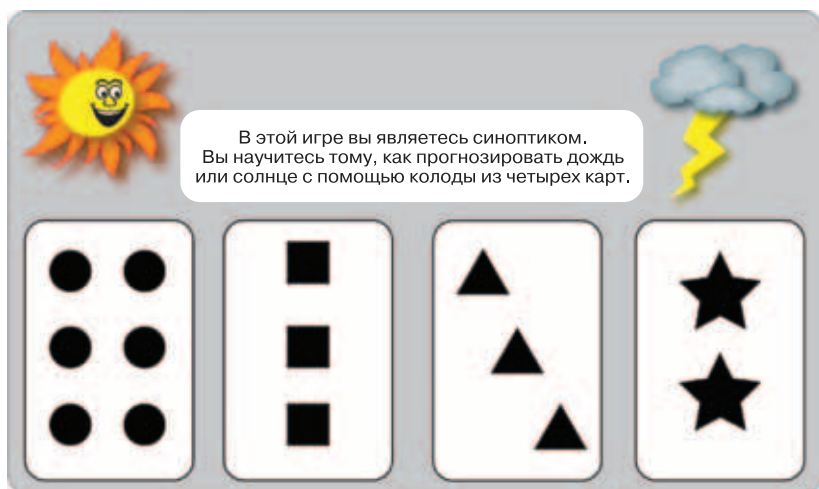 В этой игре вы являетесь синоптиком.
Вы научитесь тому, как прогнозировать дождь
или солнце с помощью колоды из четырех карт.